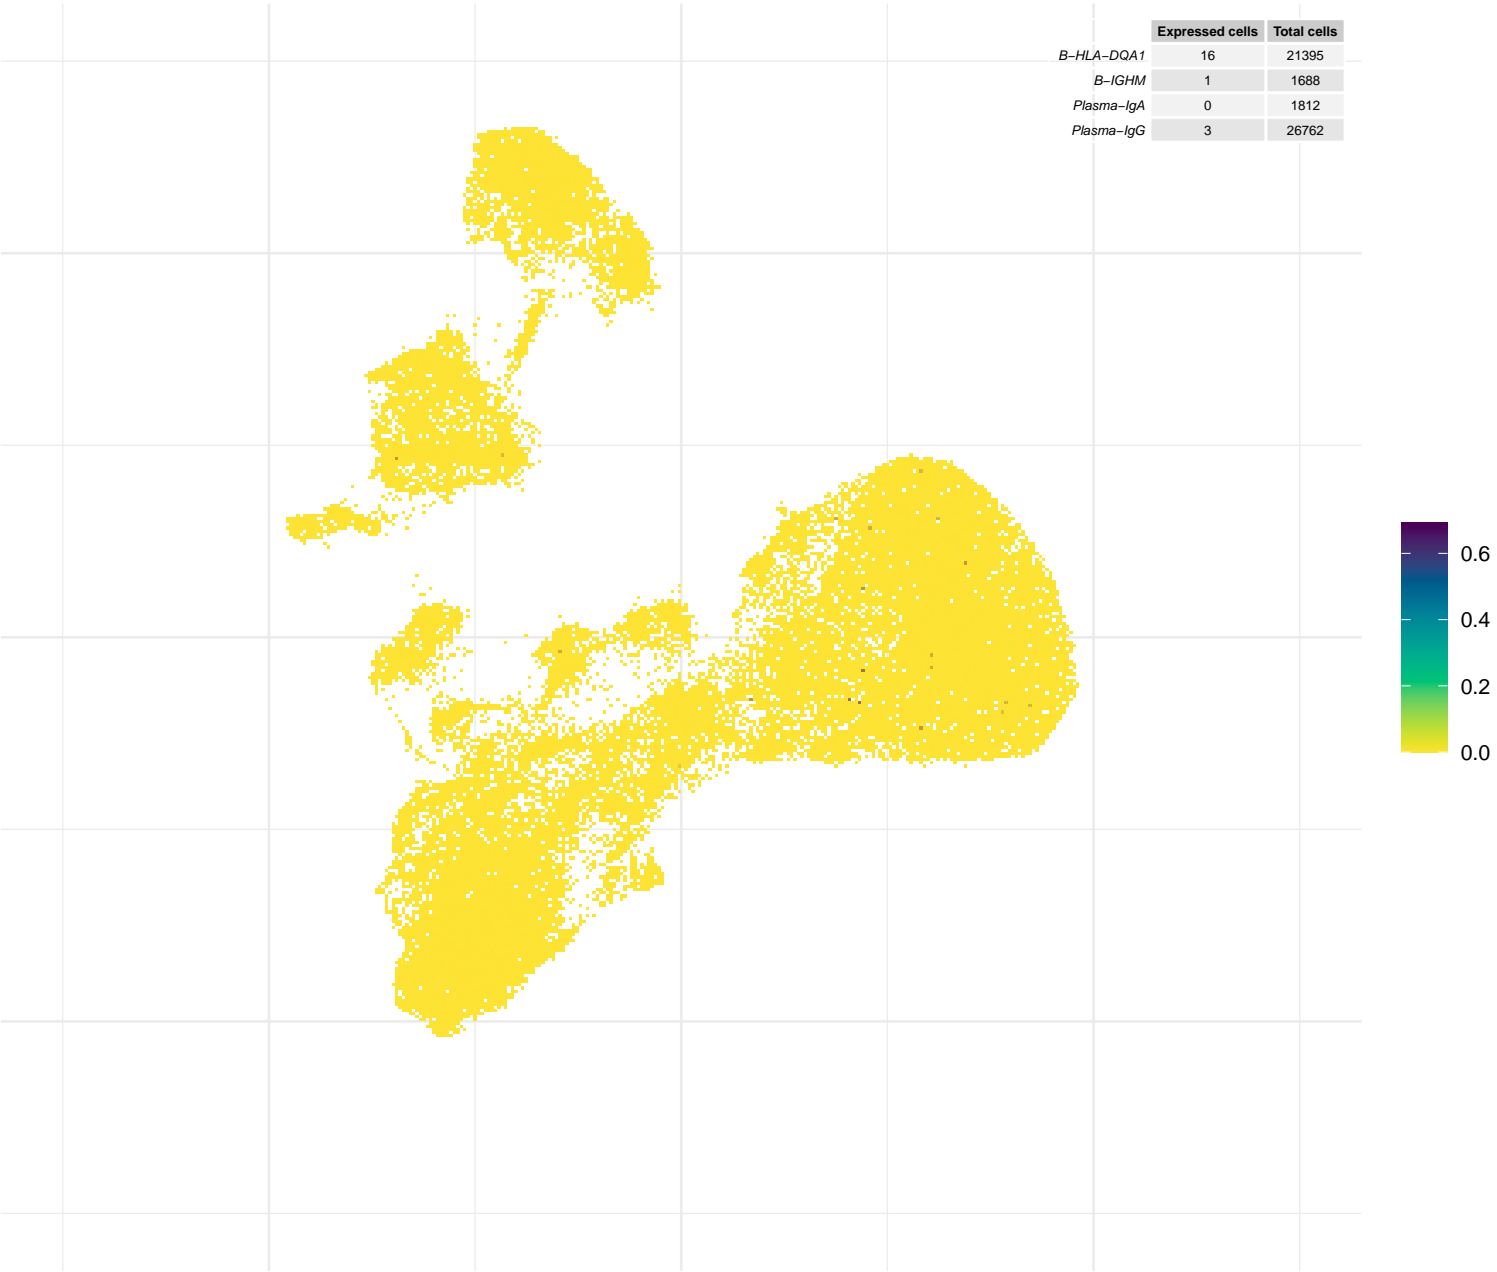 Expressed cells Total cells
B−HLA−DQA1 16 21395
B−IGHM 1 1688
Plasma−IgA 0 1812
Plasma−IgG 3 26762
0.6
0.4
0.2
0.0